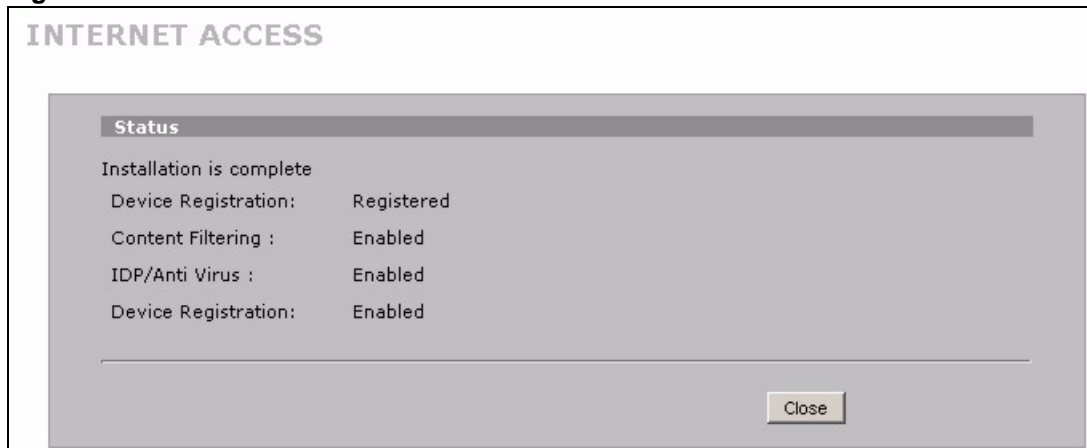 INTERNET ACCESS
Status
Installation is complete
Device Registration: Registered
Content Filtering : Enabled
IDP/Anti Virus : Enabled
Device Registration: Enabled
Close